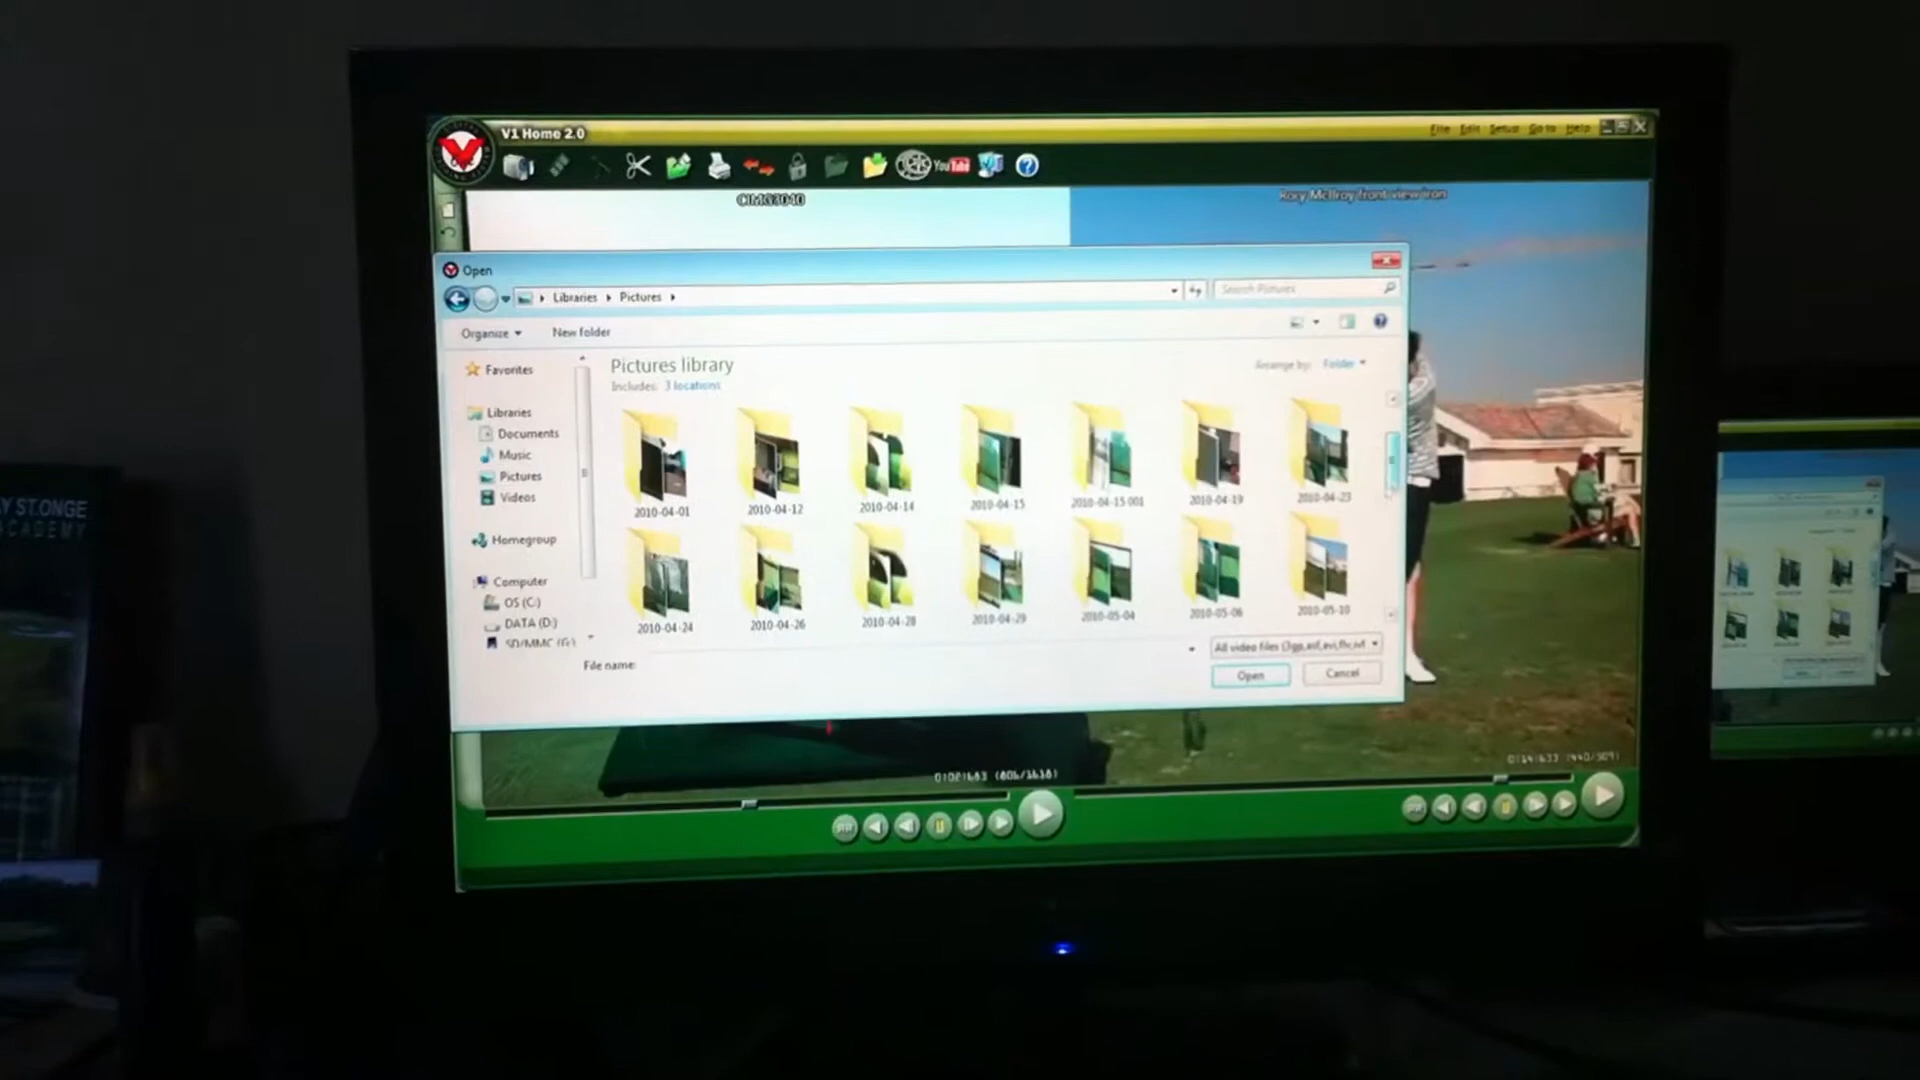 V1 Home 2.0
File Edit Setup Go to Help
YouTube
CIMG3040
Rory McIlroy front view iron
Open
Libraries Pictures
Search Pictures
Organize New folder
Pictures library
Includes: 3 locations
Arrange by: Folder
Favorites
Libraries
Documents
Music
Pictures
Videos
Homegroup
Computer
OS (C:)
DATA (D:)
SD/MMC (G:)
2010-04-01 2010-04-12 2010-04-14 2010-04-15 2010-04-15 001 2010-04-19 2010-04-23
2010-04-24 2010-04-26 2010-04-28 2010-04-29 2010-05-04 2010-05-06 2010-05-10
File name:
All video files (3gp,asf,avi,flv,ivf
Open Cancel
Y ST.ONGE
ACADEMY